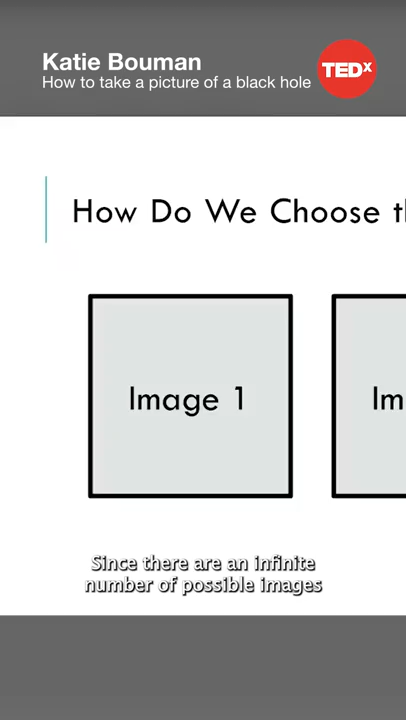 Katie Bouman
How to take a picture of a black hole
TEDx
How Do We Choose
Image 1
Since there are an infinite
number of possible images